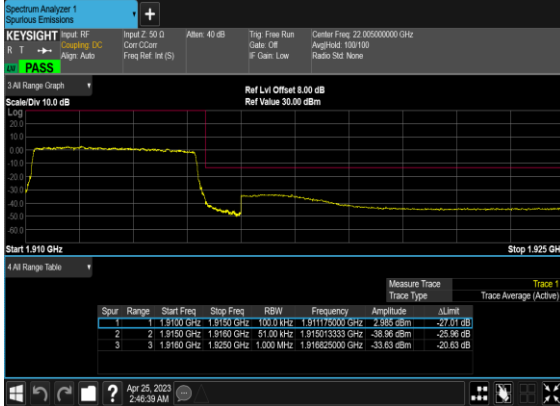 Spectrum Analyzer 1
Spurious Emissions
+
KEYSIGHT Input: RF Input Z: 50 Ω Atten: 40 dB Trig: Free Run Center Freq: 22.005000000 GHz
R T Coupling: DC Corr CCorr Gate: Off Avg|Hold: 100/100
Align: Auto Freq Ref: Int (S) IF Gain: Low Radio Std: None
LXI PASS
3 All Range Graph
Ref Lvl Offset 8.00 dB
Scale/Div 10.0 dB Ref Value 30.00 dBm
Log
20.0
10.0
0.00
-10.0
-20.0
-30.0
-40.0
-50.0
-60.0
Start 1.910 GHz Stop 1.925 GH
4 All Range Table
Measure Trace Trace 1
Trace Type Trace Average (Active)
Spur Range Start Freq Stop Freq RBW Frequency Amplitude ΔLimit
1 1 1.9100 GHz 1.9150 GHz 100.0 kHz 1.911175000 GHz 2.985 dBm -27.01 dB
2 2 1.9150 GHz 1.9160 GHz 51.00 kHz 1.915013333 GHz -38.96 dBm -25.96 dB
3 3 1.9160 GHz 1.9250 GHz 1.000 MHz 1.916825000 GHz -33.63 dBm -20.63 dB
? Apr 25, 2023
2:46:39 AM